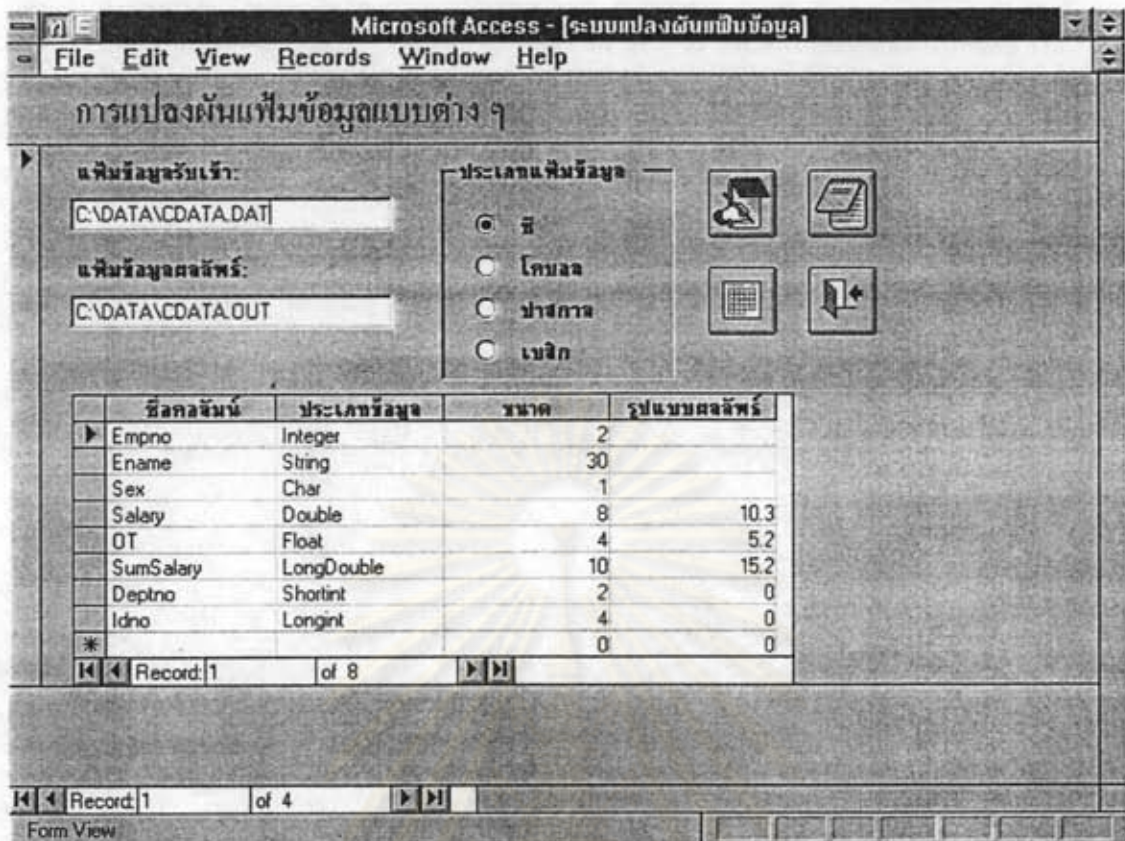 ก E Microsoft Access - [ระบบแปลงผันแฟ้มข้อมูล]
File Edit View Records Window Help
การแปลงผันแฟ้มข้อมูลแบบต่าง ๆ
แฟ้มข้อมูลรับเข้า:
C:\DATA\CDATA.DAT
แฟ้มข้อมูลผลลัพธ์:
C:\DATA\CDATA.OUT
ประเภทแฟ้มข้อมูล
ซี
โคบอล
ปาสกาล
เบสิก
ชื่อคอลัมน์ ประเภทข้อมูล ขนาด รูปแบบผลลัพธ์
Empno Integer 2
Ename String 30
Sex Char 1
Salary Double 8 10.3
OT Float 4 5.2
SumSalary LongDouble 10 15.2
Deptno Shortint 2 0
Idno Longint 4 0
* 0 0
Record: 1 of 8
Record: 1 of 4
Form View